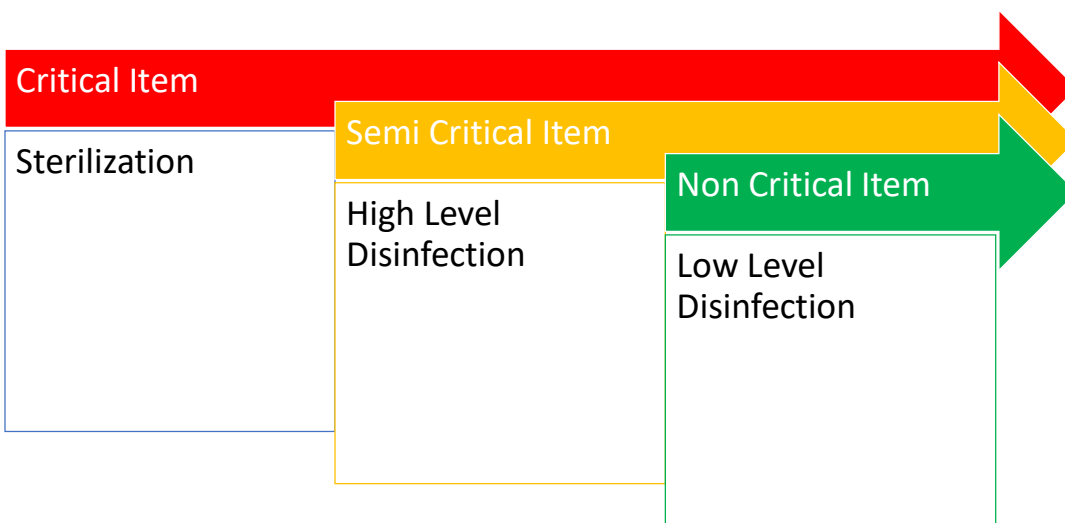 Critical Item
Sterilization
Semi Critical Item
High Level
Disinfection
Non Critical Item
Low Level
Disinfection